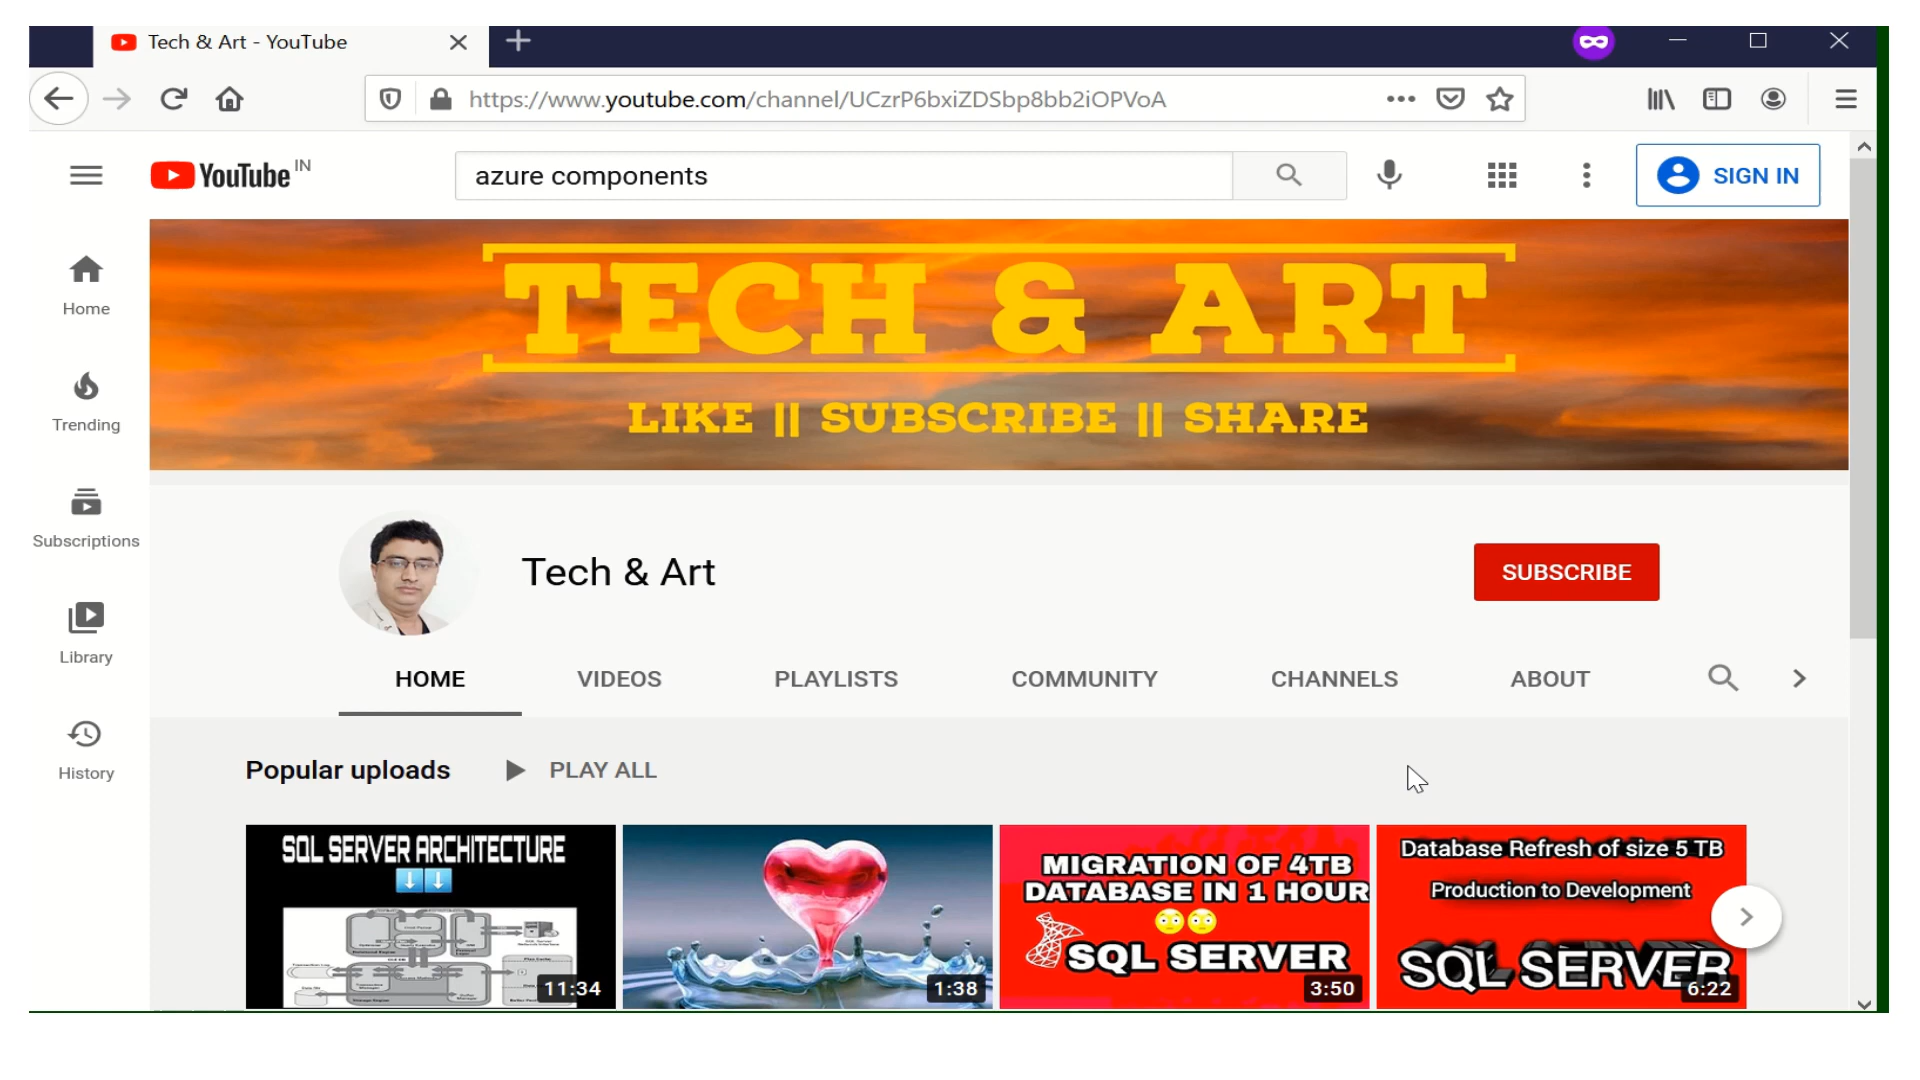 Tech & Art - YouTube
https://www.youtube.com/channel/UCzrP6bxiZDSbp8bb2iOPVoA
YouTube IN
azure components
SIGN IN
Home
Trending
Subscriptions
Library
History
TECH & ART
LIKE || SUBSCRIBE || SHARE
Tech & Art
SUBSCRIBE
HOME VIDEOS PLAYLISTS COMMUNITY CHANNELS ABOUT
Popular uploads PLAY ALL
SQL SERVER ARCHITECTURE
11:34
1:38
MIGRATION OF 4TB
DATABASE IN 1 HOUR
SQL SERVER
3:50
Database Refresh of size 5 TB
Production to Development
SQL SERVER
6:22